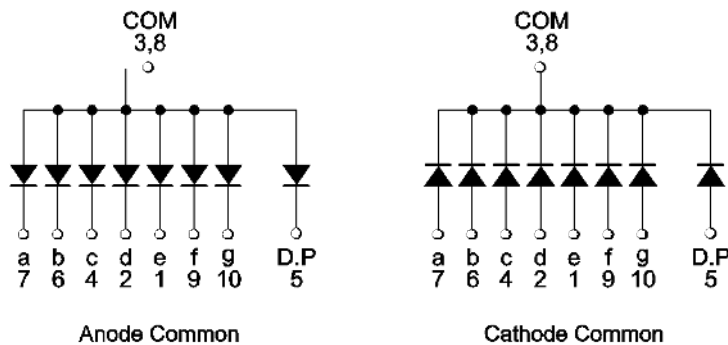 COM
3,8
a b c d e f g D.P
7 6 4 2 1 9 10 5
Anode Common
COM
3,8
a b c d e f g D.P
7 6 4 2 1 9 10 5
Cathode Common